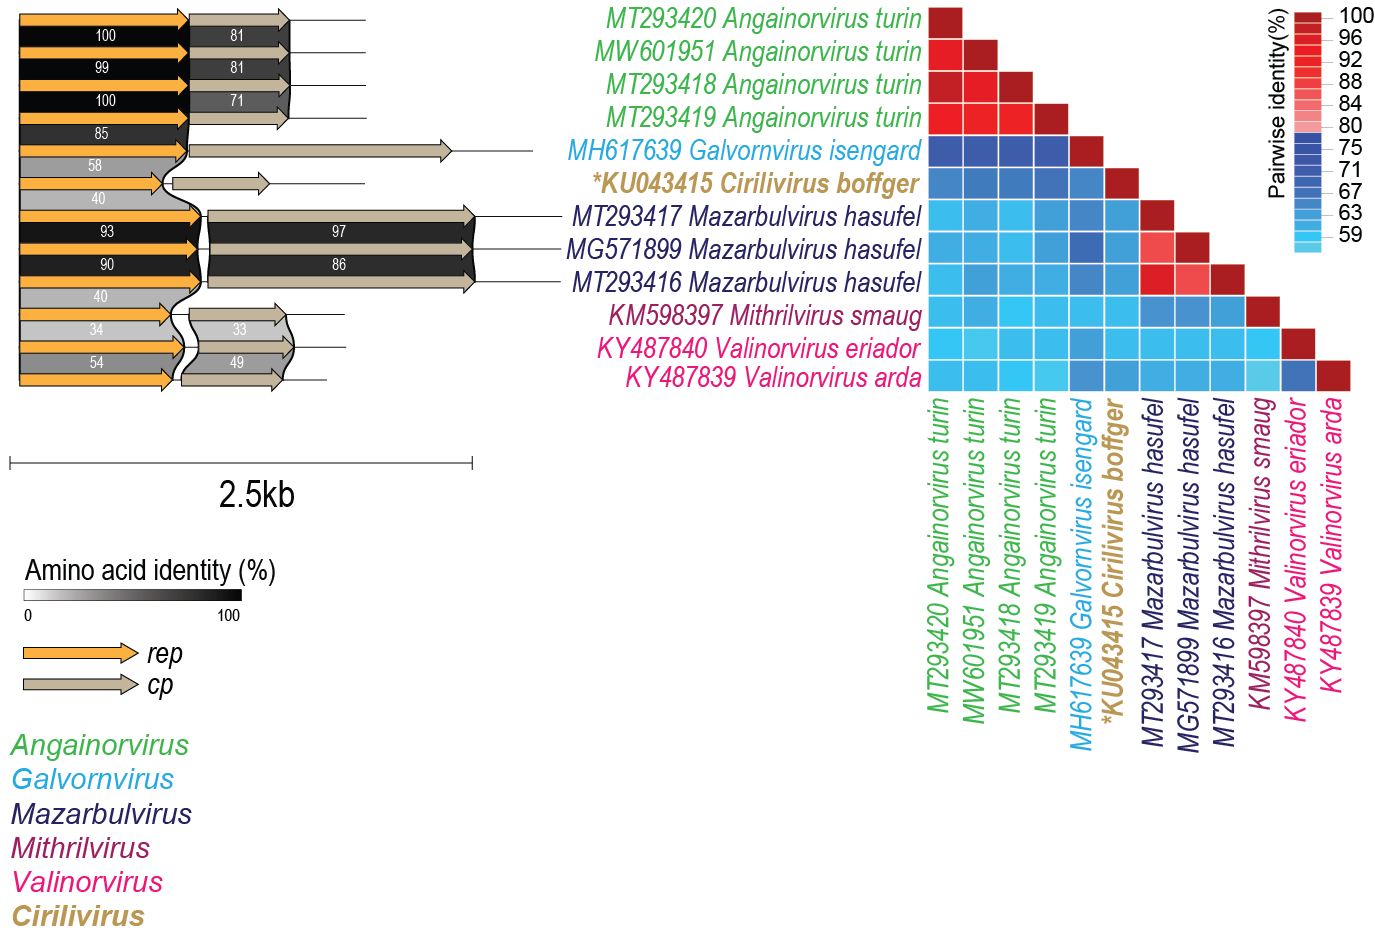 100
81
99
81
100
71
85
58
40
93
97
90
86
40
34
33
54
49
2.5kb
Amino acid identity (%)
0 100
rep
cp
Angainorvirus
Galvornvirus
Mazarbulvirus
Mithrilvirus
Valinorvirus
Cirilivirus
MT293420 Angainorvirus turin
MW601951 Angainorvirus turin
MT293418 Angainorvirus turin
MT293419 Angainorvirus turin
MH617639 Galvornvirus isengard
*KU043415 Cirilivirus boffger
MT293417 Mazarbulvirus hasufel
MG571899 Mazarbulvirus hasufel
MT293416 Mazarbulvirus hasufel
KM598397 Mithrilvirus smaug
KY487840 Valinorvirus eriador
KY487839 Valinorvirus arda
MT293420 Angainorvirus turin
MW601951 Angainorvirus turin
MT293418 Angainorvirus turin
MT293419 Angainorvirus turin
MH617639 Galvornvirus isengard
*KU043415 Cirilivirus boffger
MT293417 Mazarbulvirus hasufel
MG571899 Mazarbulvirus hasufel
MT293416 Mazarbulvirus hasufel
KM598397 Mithrilvirus smaug
KY487840 Valinorvirus eriador
KY487839 Valinorvirus arda
Pairwise identity(%)
100
96
92
88
84
80
75
71
67
63
59